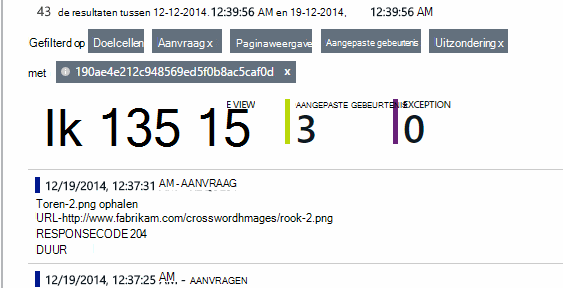 43 de resultaten tussen 12-12-2014. 12:39:56 AM en 19-12-2014, 12:39:56 AM
Gefilterd op Doelcellen Aanvraag x Paginaweergave Aangepaste gebeurtenis Uitzondering x
met 190ae4e212c948569ed5f0b8ac5caf0d x
Ik 135 15 E VIEW AANGEPASTE GEBEURTENIS EXCEPTION
3 0
12/19/2014, 12:37:31 AM - AANVRAAG
Toren-2.png ophalen
URL-http://www.fabrikam.com/crosswordhmages/rook-2.png
RESPONSECODE 204
DUUR
12/19/2014, 12:37:25 AM - AANVRAGEN